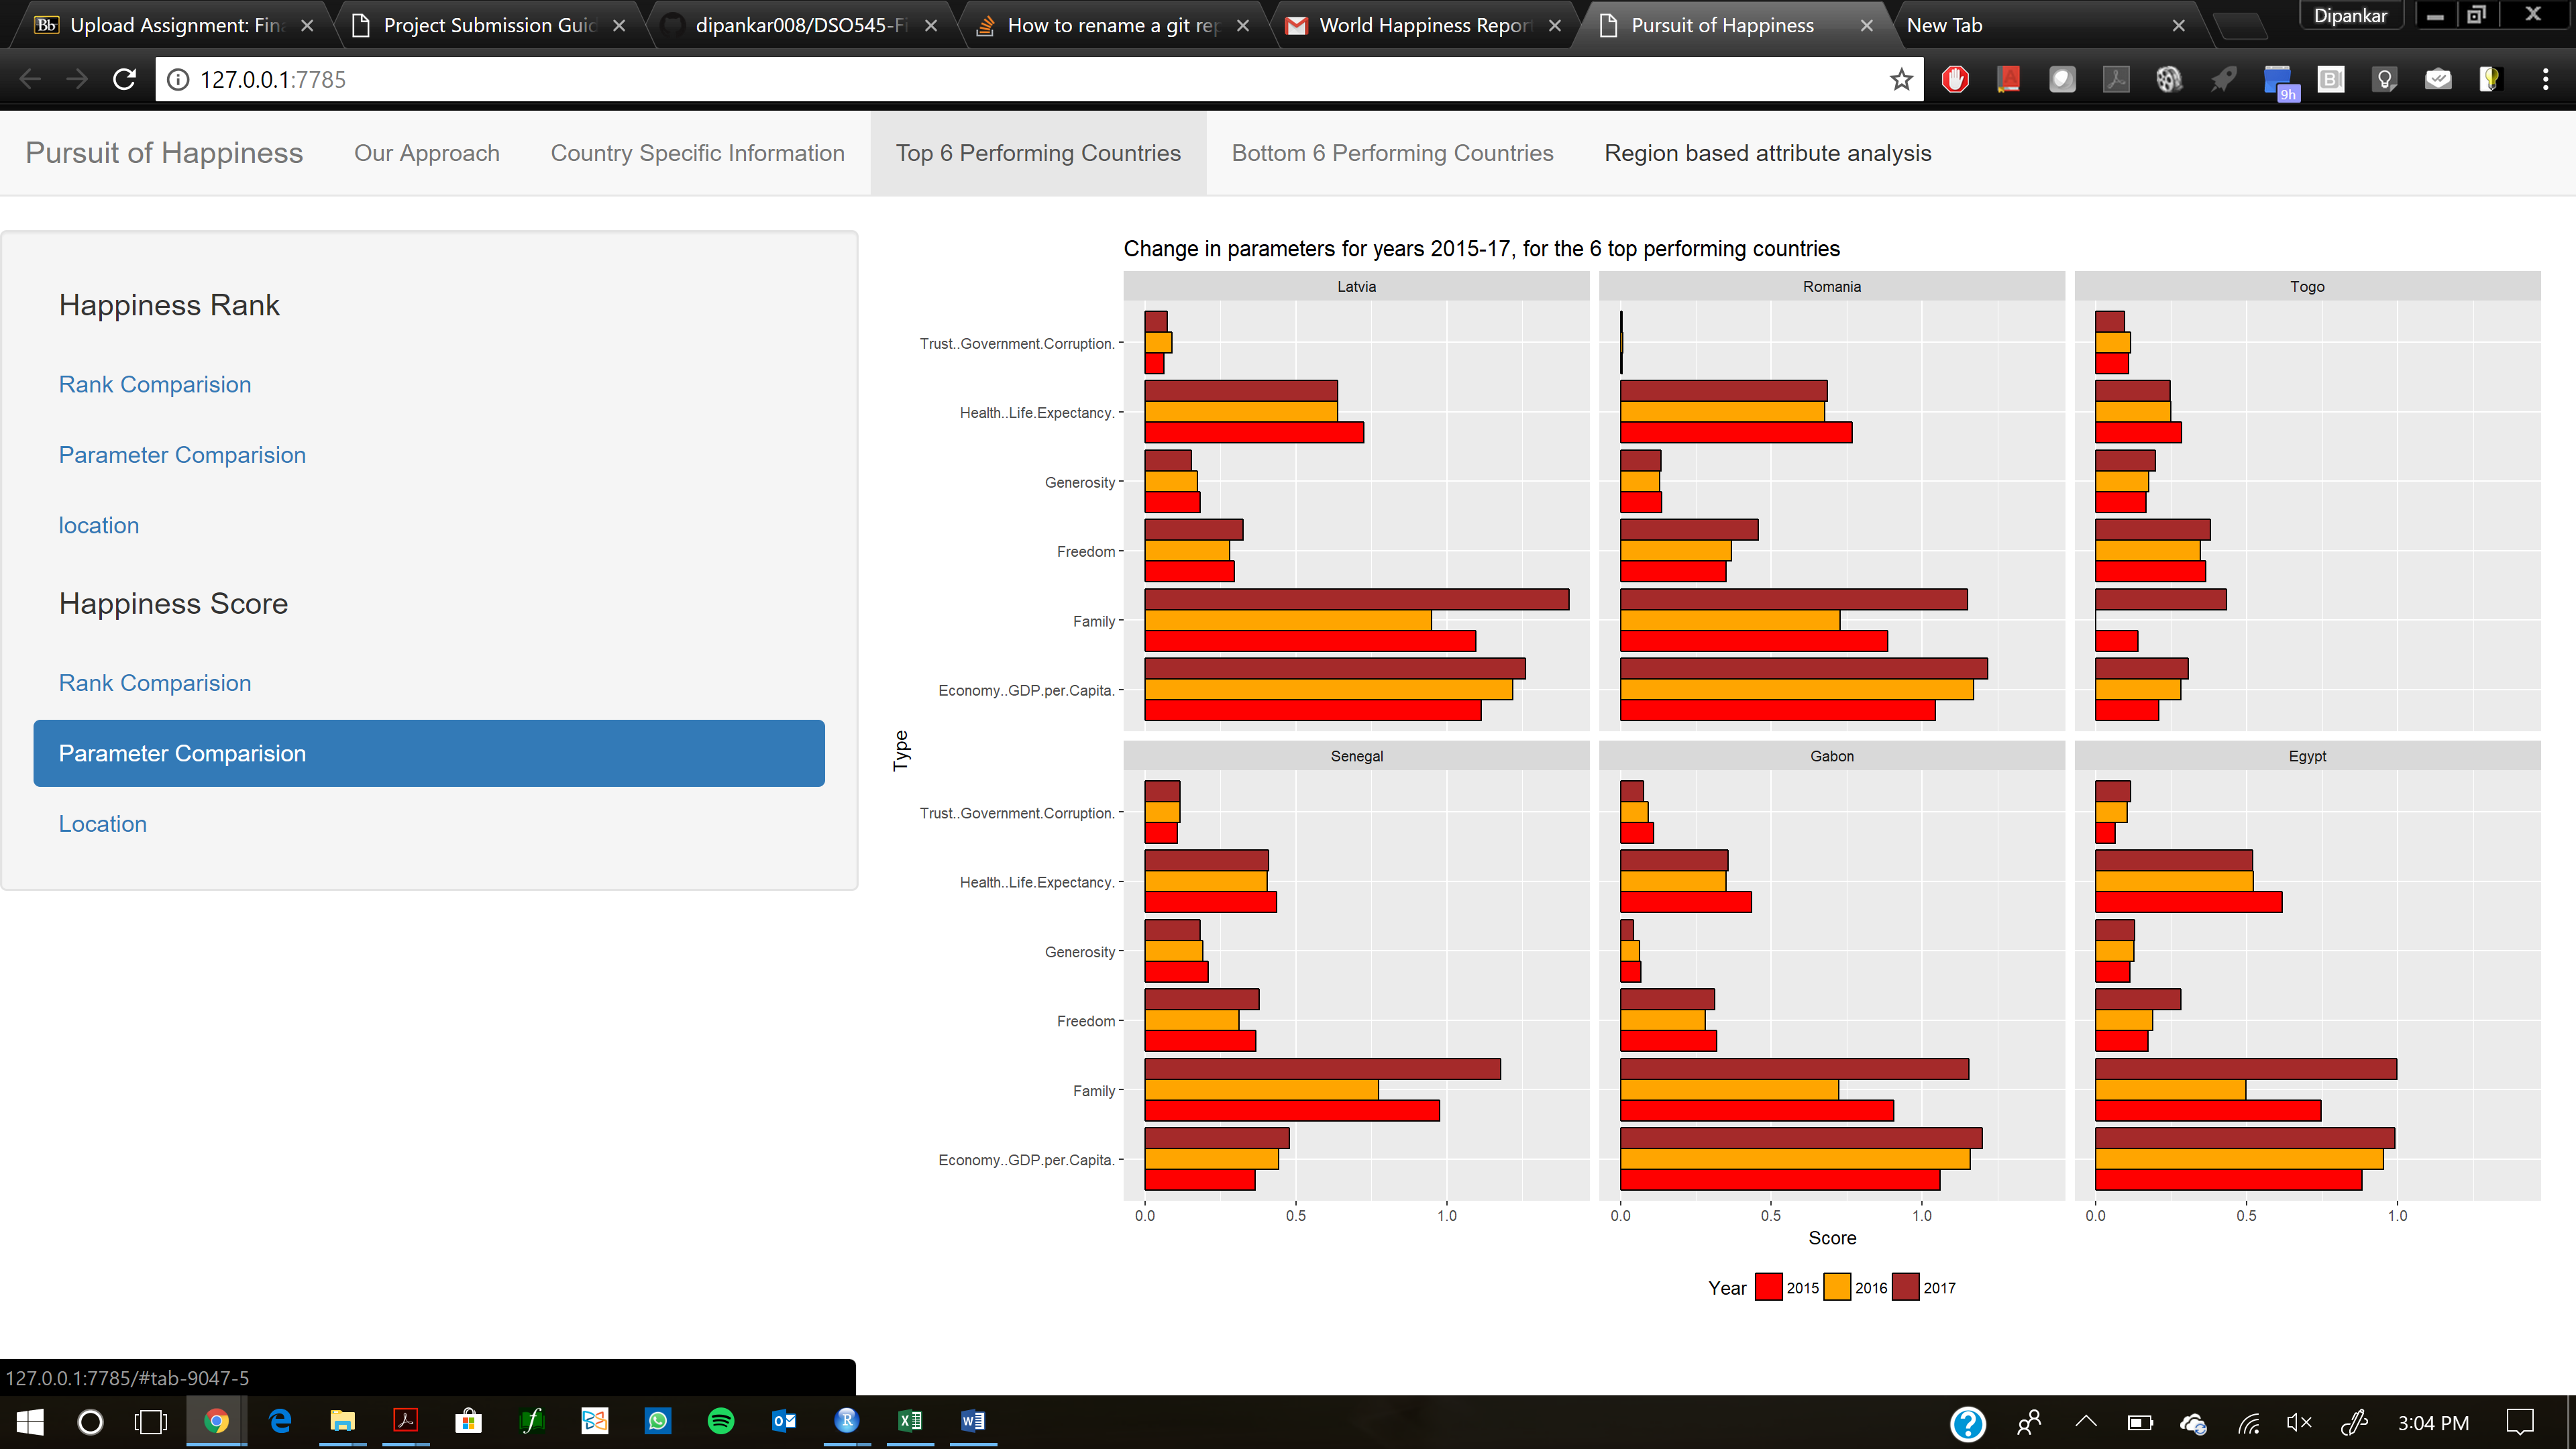 Upload Assignment: Fina
Project Submission Guid
dipankar008/DSO545-Fi
How to rename a git rep
World Happiness Report
Pursuit of Happiness
New Tab
Dipankar
127.0.0.1:7785
9h
Pursuit of Happiness
Our Approach
Country Specific Information
Top 6 Performing Countries
Bottom 6 Performing Countries
Region based attribute analysis
Happiness Rank
Rank Comparision
Parameter Comparision
location
Happiness Score
Rank Comparision
Parameter Comparision
Location
Change in parameters for years 2015-17, for the 6 top performing countries
Latvia
Romania
Togo
Trust..Government.Corruption.
Health..Life.Expectancy.
Generosity
Freedom
Family
Economy..GDP.per.Capita.
Type
Senegal
Gabon
Egypt
Trust..Government.Corruption.
Health..Life.Expectancy.
Generosity
Freedom
Family
Economy..GDP.per.Capita.
0.0 0.5 1.0
0.0 0.5 1.0
0.0 0.5 1.0
Score
Year 2015 2016 2017
127.0.0.1:7785/#tab-9047-5
3:04 PM